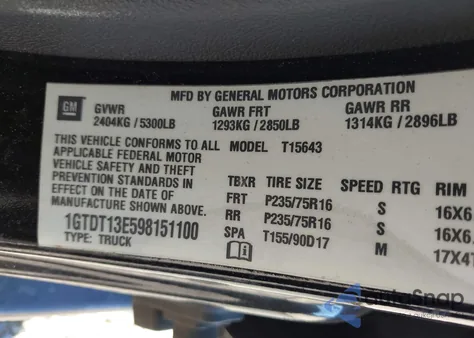 MFD BY GENERAL MOTORS CORPORATION
GM
GVWR GAWR FRT GAWR RR
2404KG / 5300LB 1293KG / 2850LB 1314KG / 2896LB
THIS VEHICLE CONFORMS TO ALL MODEL T15643
APPLICABLE FEDERAL MOTOR
VEHICLE SAFETY AND THEFT
PREVENTION STANDARDS IN
EFFECT ON THE DATE OF
MANUFACTURE SHOWN ABOVE.
1GTDT13E598151100
TYPE: TRUCK
TBXR TIRE SIZE SPEED RTG RIM
FRT P235/75R16 S 16X6
RR P235/75R16 S 16X6
SPA T155/90D17 M 17X4T
AutoSnap